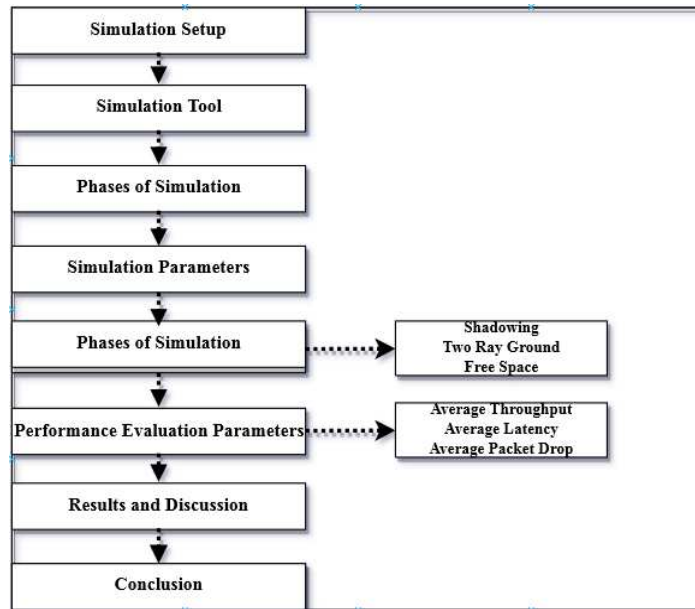 Simulation Setup
Simulation Tool
Phases of Simulation
Simulation Parameters
Phases of Simulation
Shadowing
Two Ray Ground
Free Space
Performance Evaluation Parameters
Average Throughput
Average Latency
Average Packet Drop
Results and Discussion
Conclusion